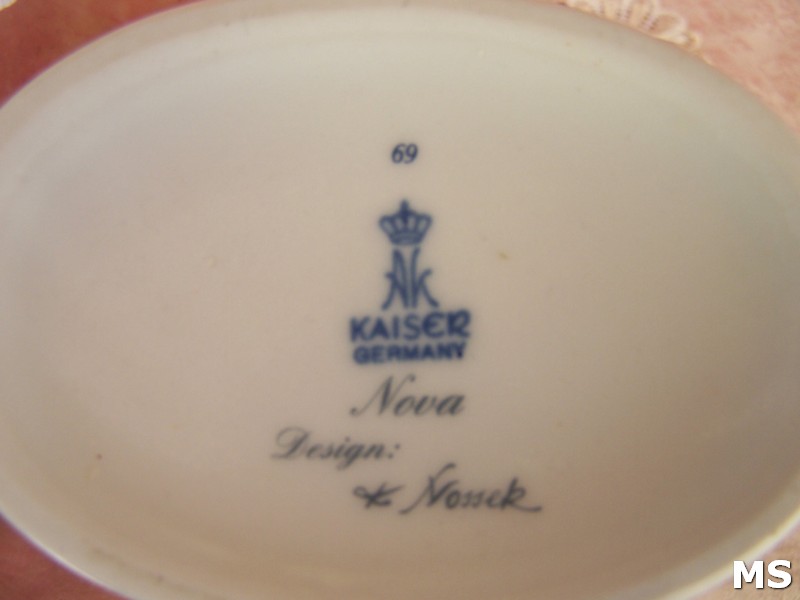 69
AK
KAISER
GERMANY
Nova
Design:
K Nossek
MS